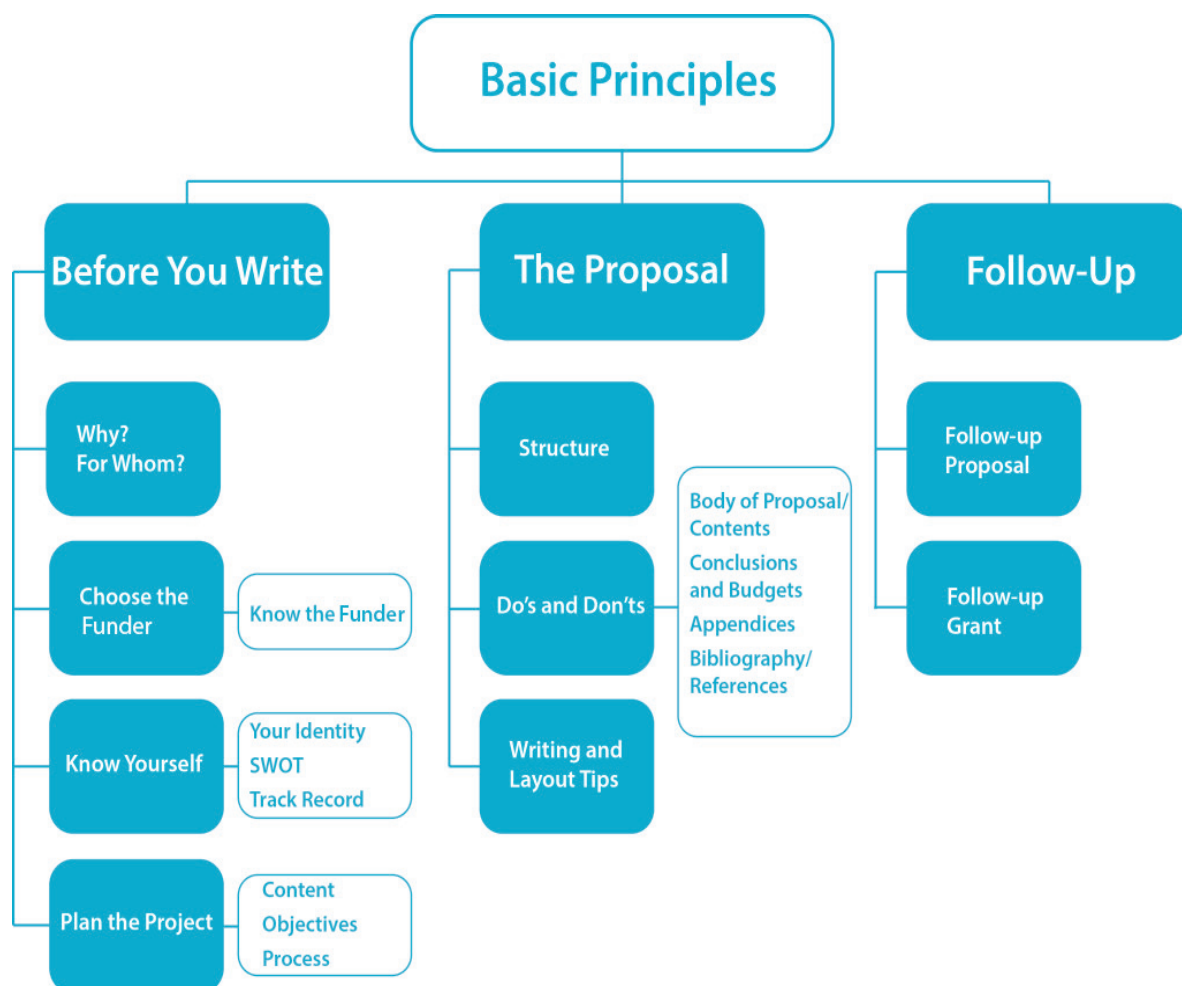 Basic Principles
Before You Write
The Proposal
Follow-Up
Why?
For Whom?
Choose the
Funder
Know the Funder
Know Yourself
Your Identity
SWOT
Track Record
Plan the Project
Content
Objectives
Process
Structure
Do's and Don'ts
Body of Proposal/
Contents
Conclusions
and Budgets
Appendices
Bibliography/
References
Writing and
Layout Tips
Follow-up
Proposal
Follow-up
Grant